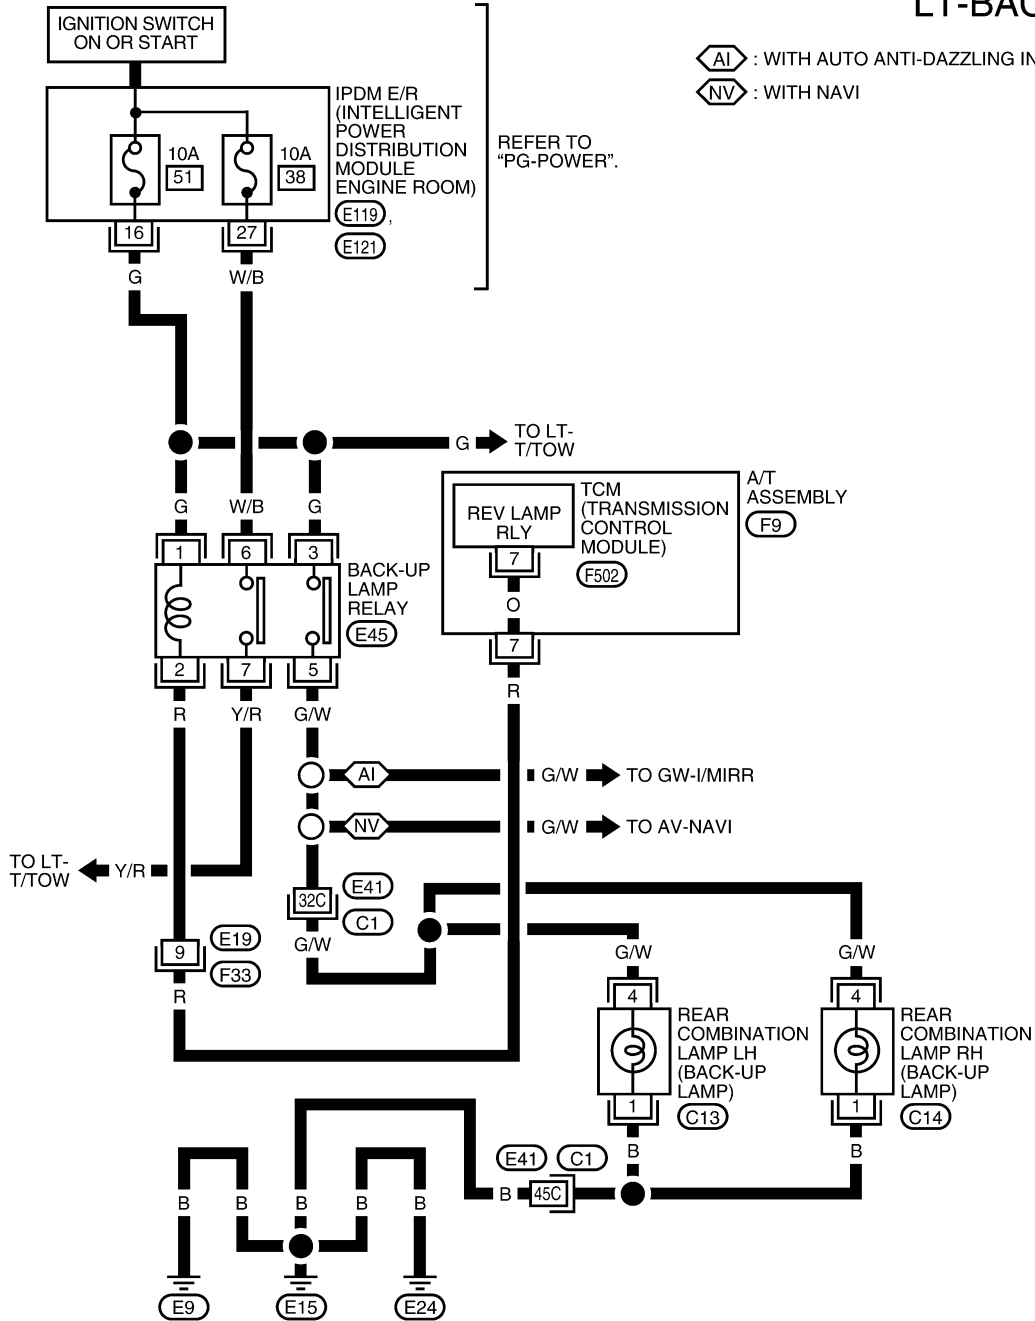 LT-BAC
IGNITION SWITCH
ON OR START
AI : WITH AUTO ANTI-DAZZLING IN
NV : WITH NAVI
IPDM E/R
(INTELLIGENT
POWER
DISTRIBUTION
MODULE
ENGINE ROOM)
E119 ,
E121
REFER TO
“PG-POWER”.
10A
51
10A
38
16
27
G
W/B
G
TO LT-
T/TOW
G
W/B
G
1
6
3
BACK-UP
LAMP
RELAY
E45
A/T
ASSEMBLY
F9
TCM
(TRANSMISSION
CONTROL
MODULE)
F502
REV LAMP
RLY
7
O
7
R
2
7
5
R
Y/R
G/W
AI
G/W
TO GW-I/MIRR
NV
G/W
TO AV-NAVI
TO LT-
T/TOW
Y/R
32C
E41
C1
G/W
9
E19
F33
R
G/W
G/W
4
4
REAR
COMBINATION
LAMP LH
(BACK-UP
LAMP)
C13
REAR
COMBINATION
LAMP RH
(BACK-UP
LAMP)
C14
1
1
B
B
E41
C1
B
45C
B
B
B
B
B
E9
E15
E24